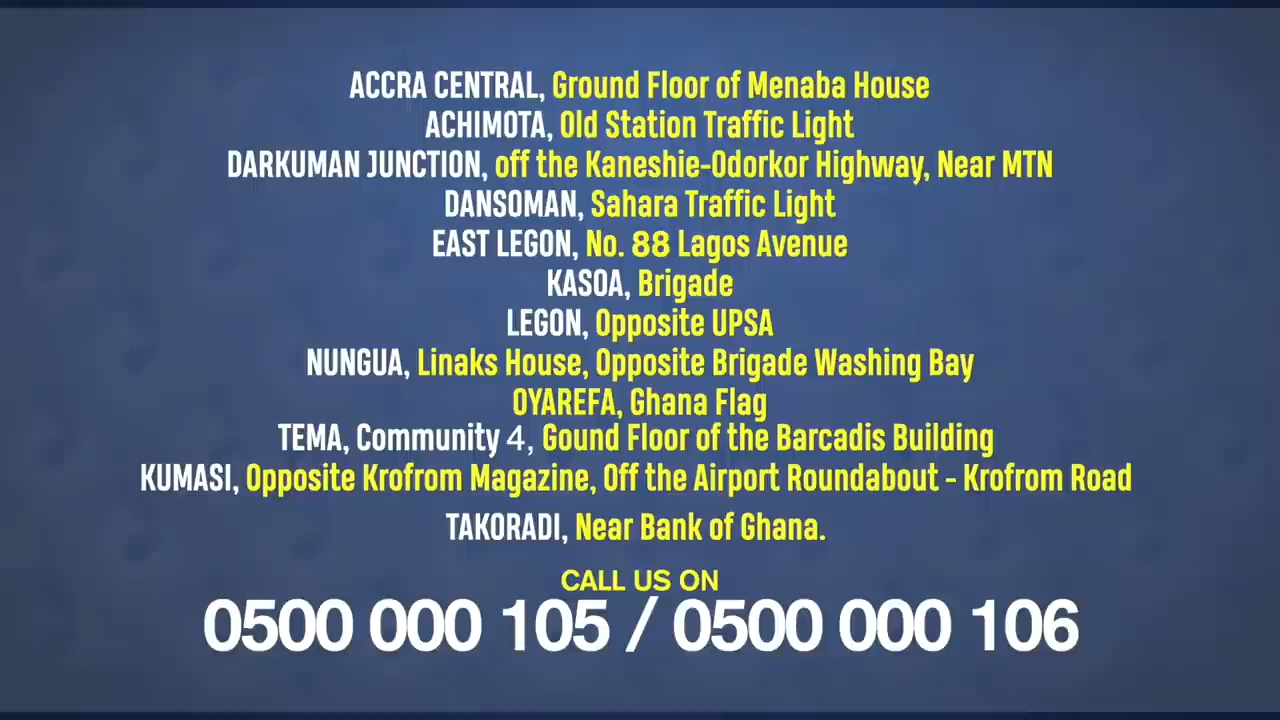 ACCRA CENTRAL, Ground Floor of Menaba House
ACHIMOTA, Old Station Traffic Light
DARKUMAN JUNCTION, off the Kaneshie-Odorkor Highway, Near MTN
DANSOMAN, Sahara Traffic Light
EAST LEGON, No. 88 Lagos Avenue
KASOA, Brigade
LEGON, Opposite UPSA
NUNGUA, Linaks House, Opposite Brigade Washing Bay
OYAREFA, Ghana Flag
TEMA, Community 4, Gound Floor of the Barcadis Building
KUMASI, Opposite Krofrom Magazine, Off the Airport Roundabout - Krofrom Road
TAKORADI, Near Bank of Ghana.
CALL US ON
0500 000 105 / 0500 000 106